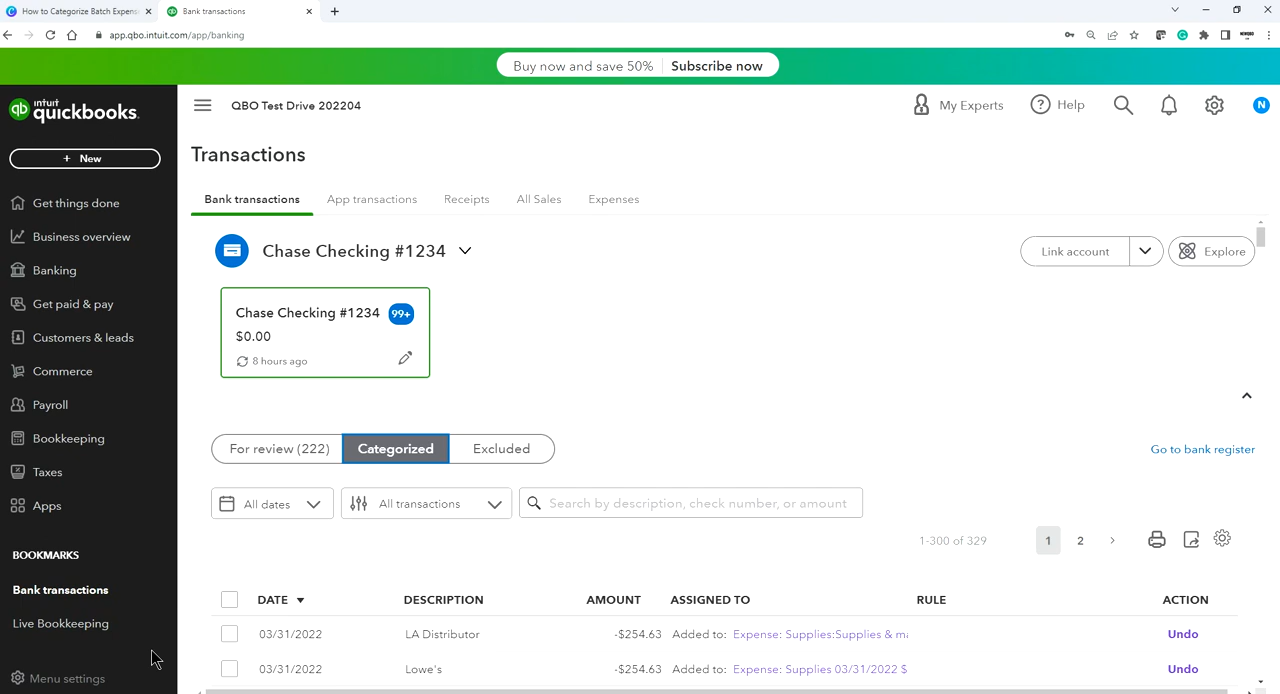 How to Categorize Batch Expen
Bank transactions
app.qbo.intuit.com/app/banking
Buy now and save 50% Subscribe now
intuit quickbooks.
QBO Test Drive 202204
My Experts
Help
N
+ New
Transactions
Get things done
Business overview
Banking
Get paid & pay
Customers & leads
Commerce
Payroll
Bookkeeping
Taxes
Apps
BOOKMARKS
Bank transactions
Live Bookkeeping
Menu settings
Bank transactions App transactions Receipts All Sales Expenses
Chase Checking #1234
Link account
Explore
Chase Checking #1234 99+
$0.00
8 hours ago
For review (222) Categorized Excluded
Go to bank register
All dates All transactions Search by description, check number, or amount
1-300 of 329 1 2 >
DATE DESCRIPTION AMOUNT ASSIGNED TO RULE ACTION
03/31/2022 LA Distributor -$254.63 Added to: Expense: Supplies:Supplies & ma Undo
03/31/2022 Lowe's -$254.63 Added to: Expense: Supplies 03/31/2022 $ Undo